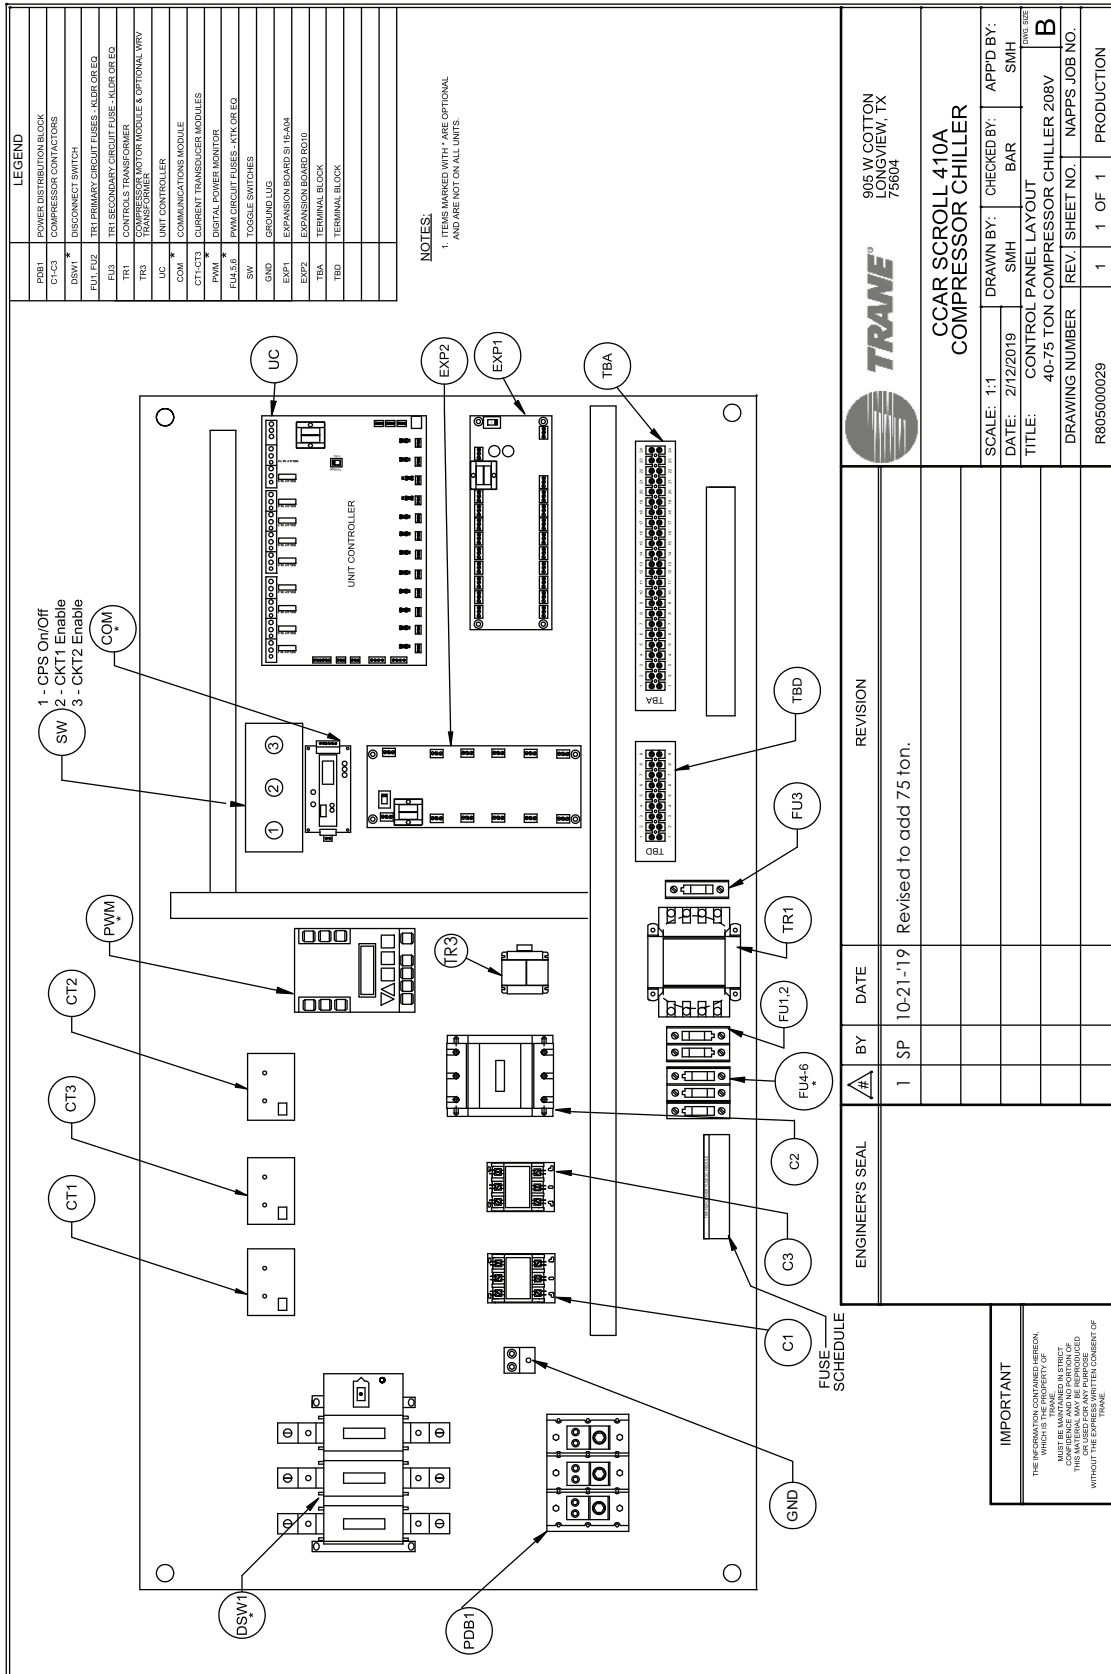 LEGEND
PDB1 POWER DISTRIBUTION BLOCK
C1-C3 COMPRESSOR CONTACTORS
DSW1 * DISCONNECT SWITCH
FU1, FU2 TR1 PRIMARY CIRCUIT FUSES - KLDR OR EQ
FU3 TR1 SECONDARY CIRCUIT FUSE - KLDR OR EQ
TR1 CONTROLS TRANSFORMER
TR3 COMPRESSOR MOTOR MODULE & OPTIONAL WRV
TRANSFORMER
UC UNIT CONTROLLER
COM * COMMUNICATIONS MODULE
CT1-CT3 CURRENT TRANSDUCER MODULES
PWM * DIGITAL POWER MONITOR
FU4,5,6 * PWM CIRCUIT FUSES - KTK OR EQ
SW TOGGLE SWITCHES
GND GROUND LUG
EXP1 EXPANSION BOARD SI 16-A04
EXP2 EXPANSION BOARD RO10
TBA TERMINAL BLOCK
TBD TERMINAL BLOCK
NOTES:
1. ITEMS MARKED WITH * ARE OPTIONAL
AND ARE NOT ON ALL UNITS.
1 - CPS On/Off
2 - CKT1 Enable
3 - CKT2 Enable
DSW1
*
CT1
CT3
CT2
PWM
*
SW
COM
*
UC
1 2 3
UNIT CONTROLLER
TR3
EXP2
EXP1
TBA
TBD
TBA
TBD
PDB1
GND
C1
C3
C2
FU4-6
*
FU1,2
TR1
FU3
FUSE
SCHEDULE
IMPORTANT
THE INFORMATION CONTAINED HEREON,
WHICH IS THE PROPERTY OF
TRANE,
MUST BE MAINTAINED IN STRICT
CONFIDENCE AND NO PORTION OF
THIS MATERIAL MAY BE REPRODUCED
OR USED FOR ANY PURPOSE
WITHOUT THE EXPRESS WRITTEN CONSENT OF
TRANE.
ENGINEER'S SEAL
# BY DATE REVISION
1 SP 10-21-'19 Revised to add 75 ton.
TRANE®
905 W COTTON
LONGVIEW, TX
75604
CCAR SCROLL 410A
COMPRESSOR CHILLER
SCALE: 1:1 DRAWN BY: CHECKED BY: APP'D BY:
DATE: 2/12/2019 SMH BAR SMH
TITLE: CONTROL PANEL LAYOUT
40-75 TON COMPRESSOR CHILLER 208V
DWG. SIZE
B
DRAWING NUMBER REV. SHEET NO. NAPPS JOB NO.
R805000029 1 1 OF 1 PRODUCTION